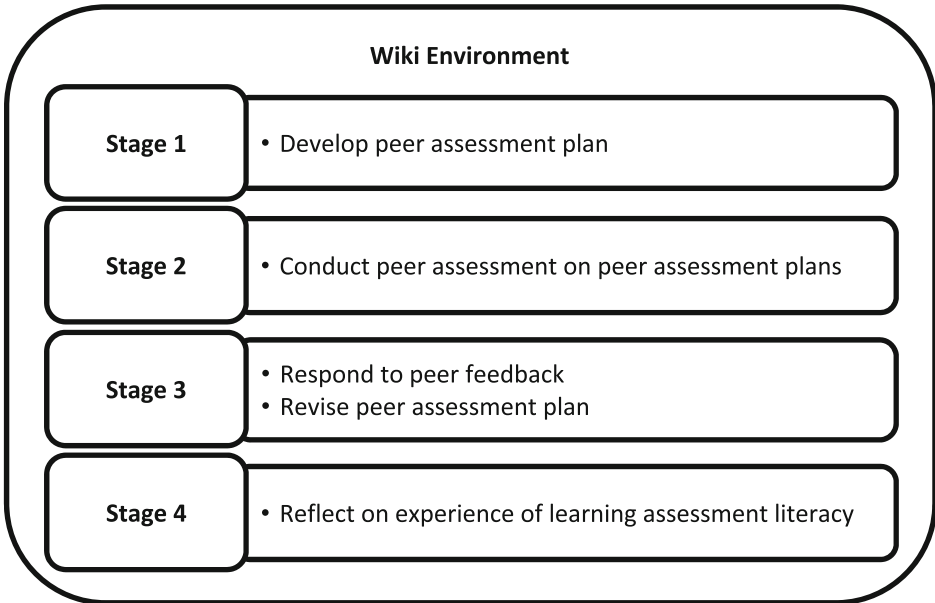 Wiki Environment
Stage 1
• Develop peer assessment plan
Stage 2
• Conduct peer assessment on peer assessment plans
Stage 3
• Respond to peer feedback
• Revise peer assessment plan
Stage 4
• Reflect on experience of learning assessment literacy